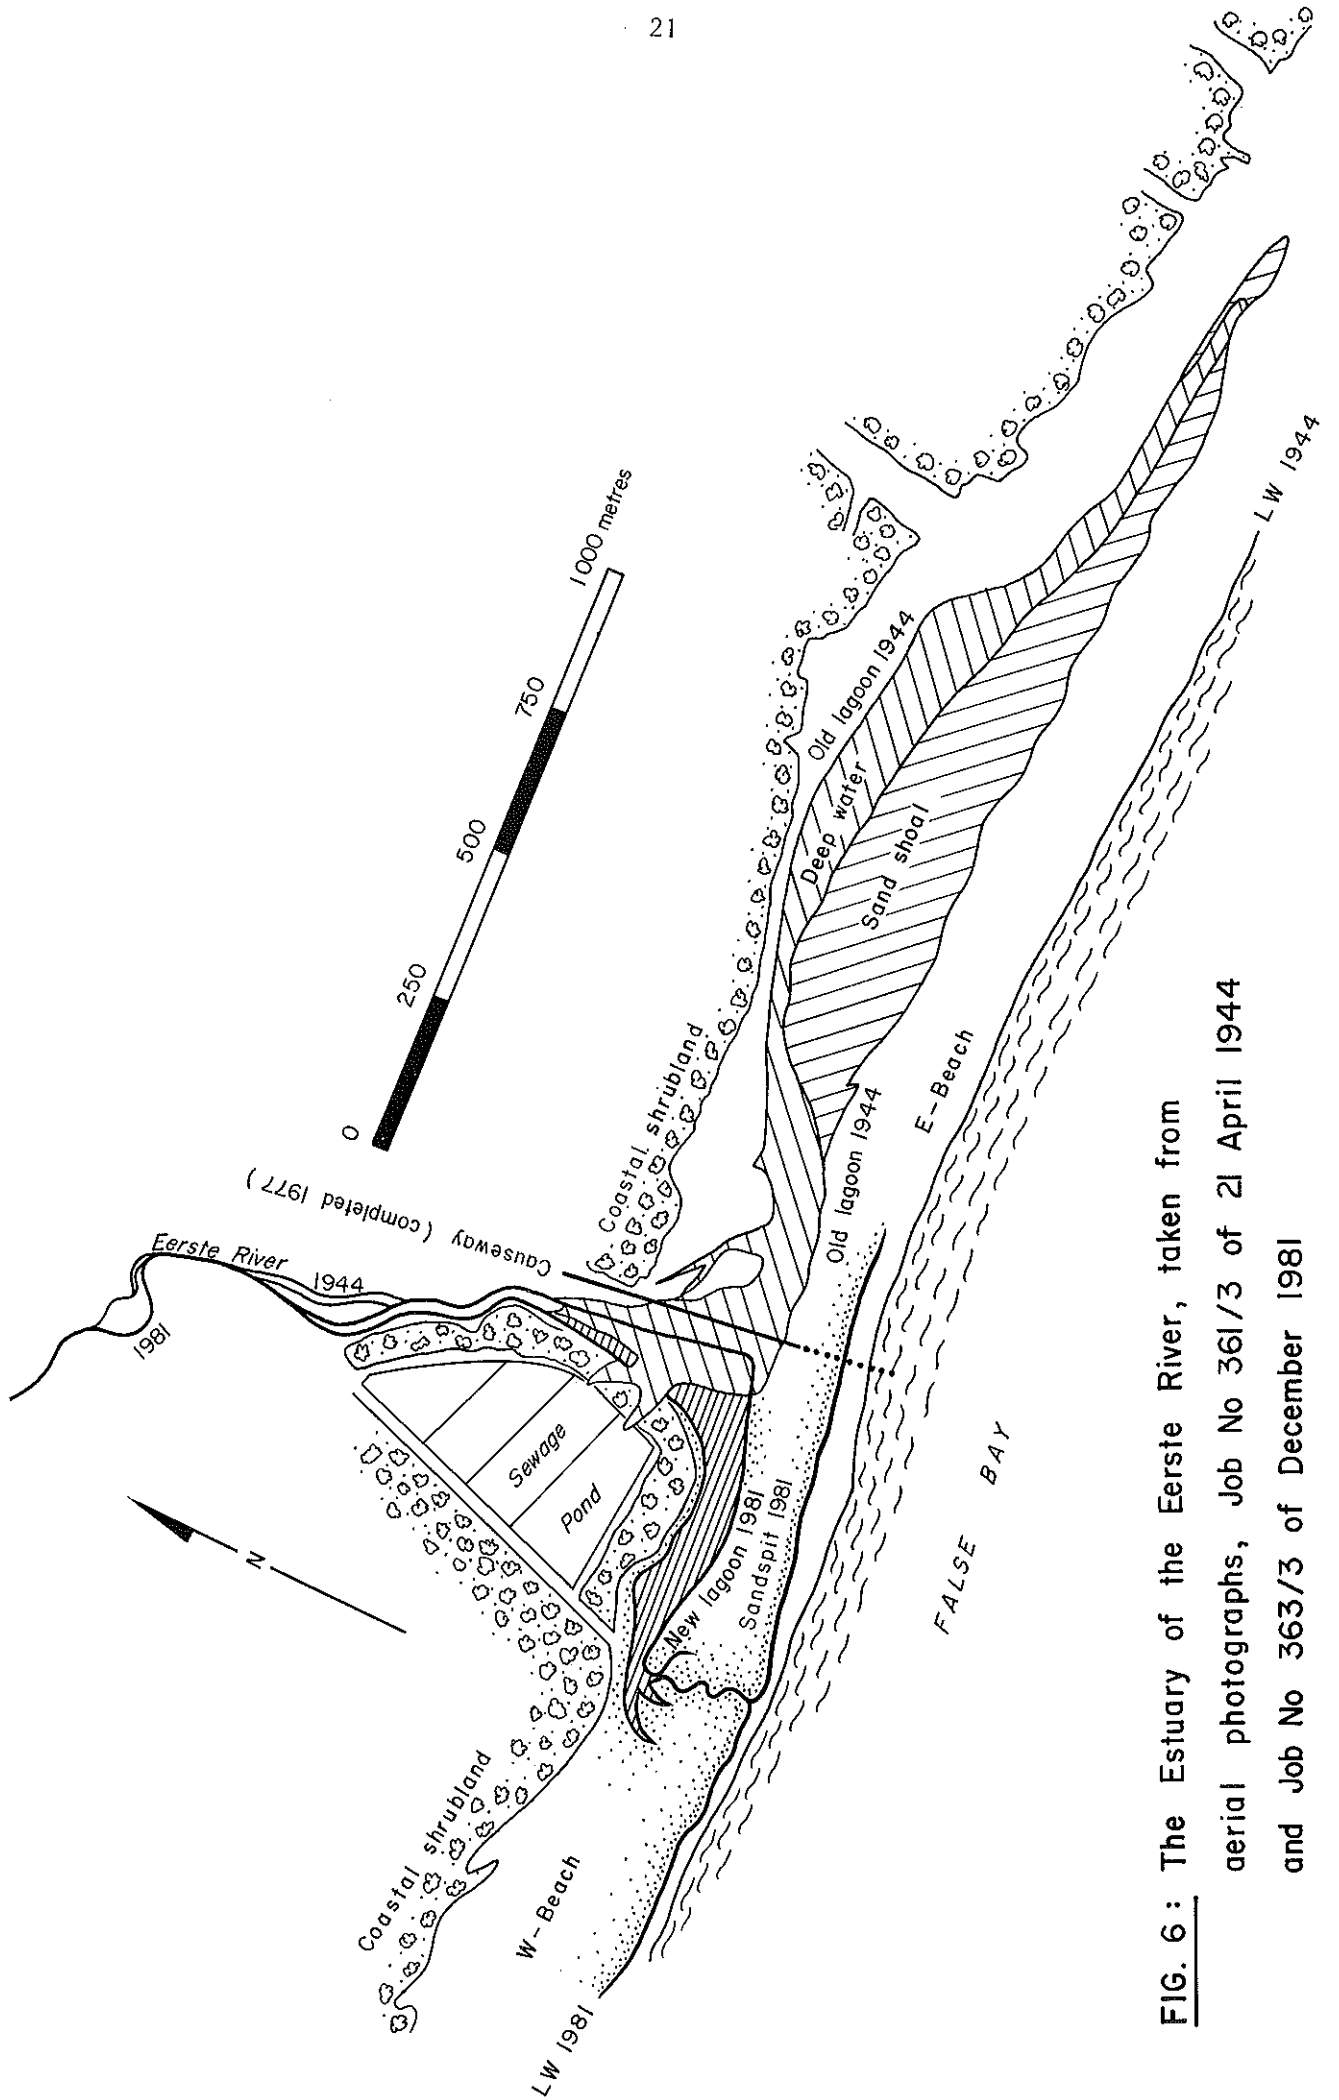 21
Eerste River
1944
1981
Causeway (completed 1977)
0
250
500
750
1000 metres
N
Sewage
Pond
Coastal shrubland
Coastal shrubland
Old lagoon 1944
Deep water
Sand shoal
Old lagoon 1944
New lagoon 1981
Sandspit 1981
E-Beach
W-Beach
LW 1981
LW 1944
FALSE BAY
FIG. 6 : The Estuary of the Eerste River, taken from
aerial photographs, Job No 361/3 of 21 April 1944
and Job No 363/3 of December 1981